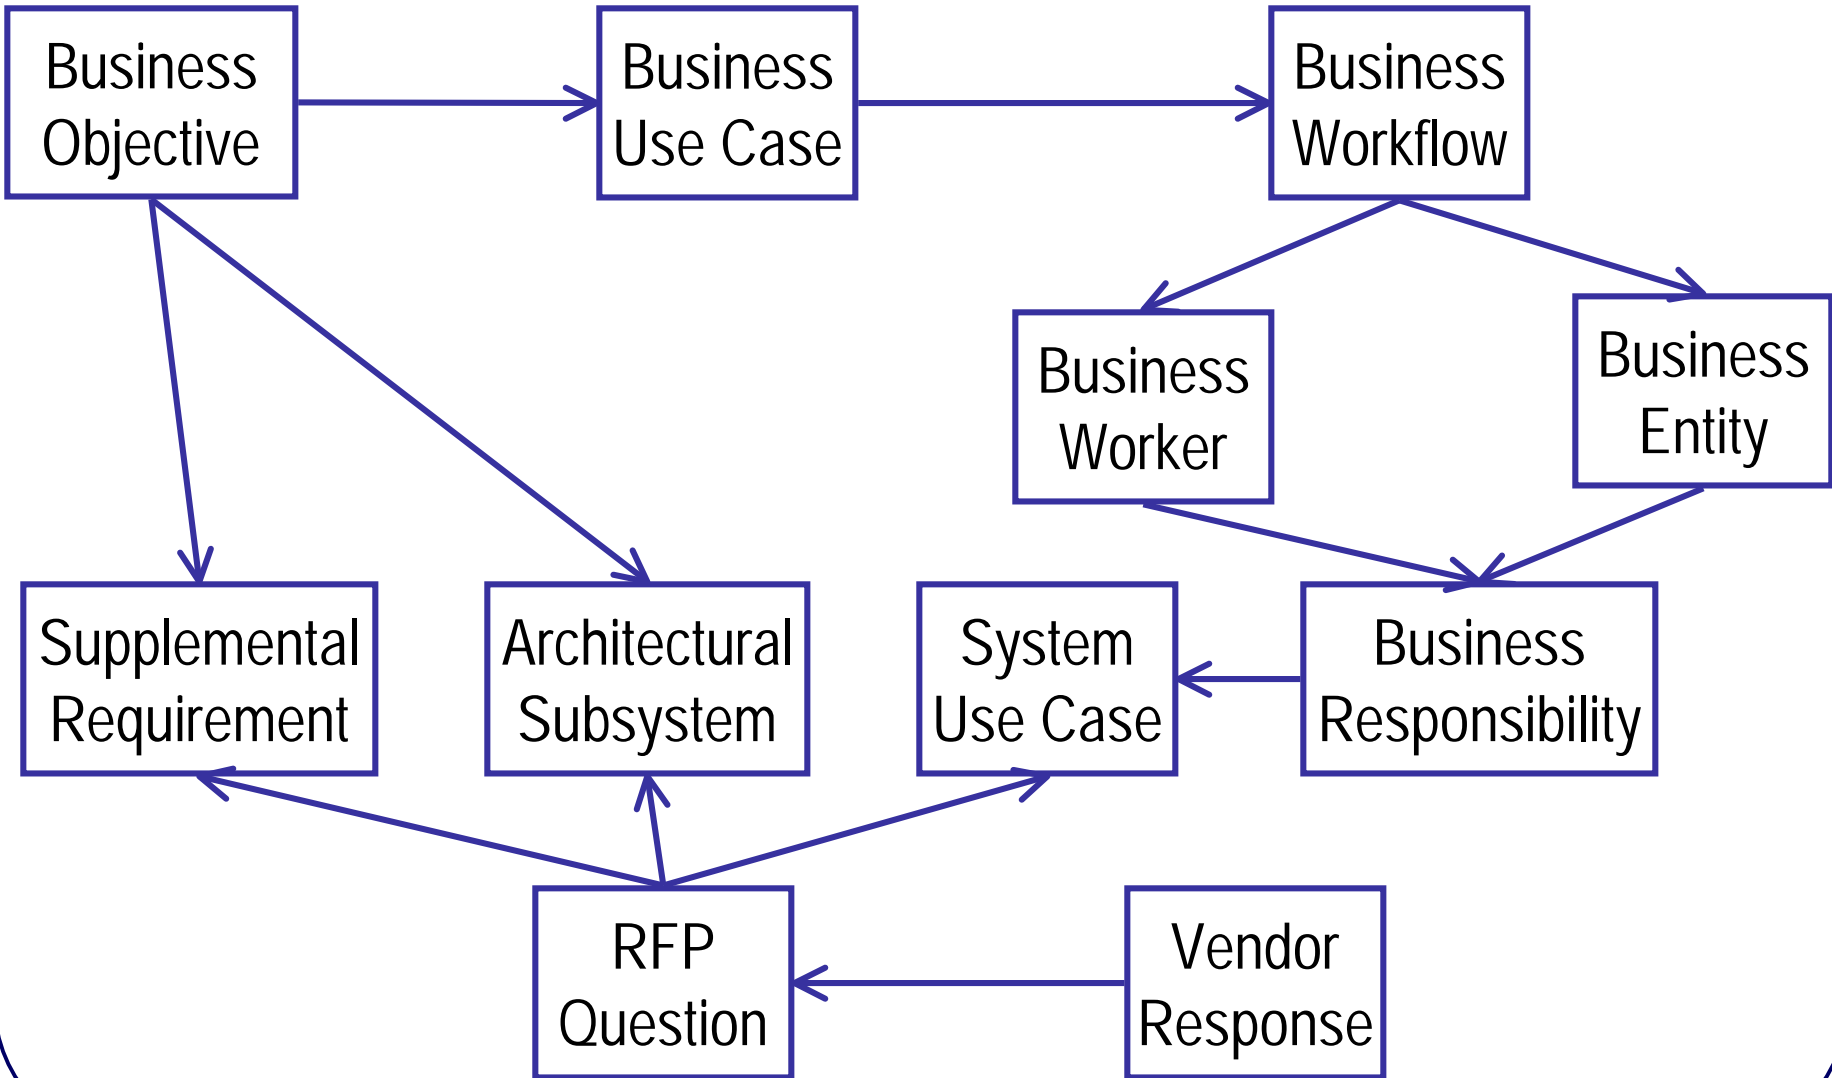 Business
Objective
Business
Use Case
Business
Workflow
Business
Worker
Business
Entity
Supplemental
Requirement
Architectural
Subsystem
System
Use Case
Business
Responsibility
RFP
Question
Vendor
Response